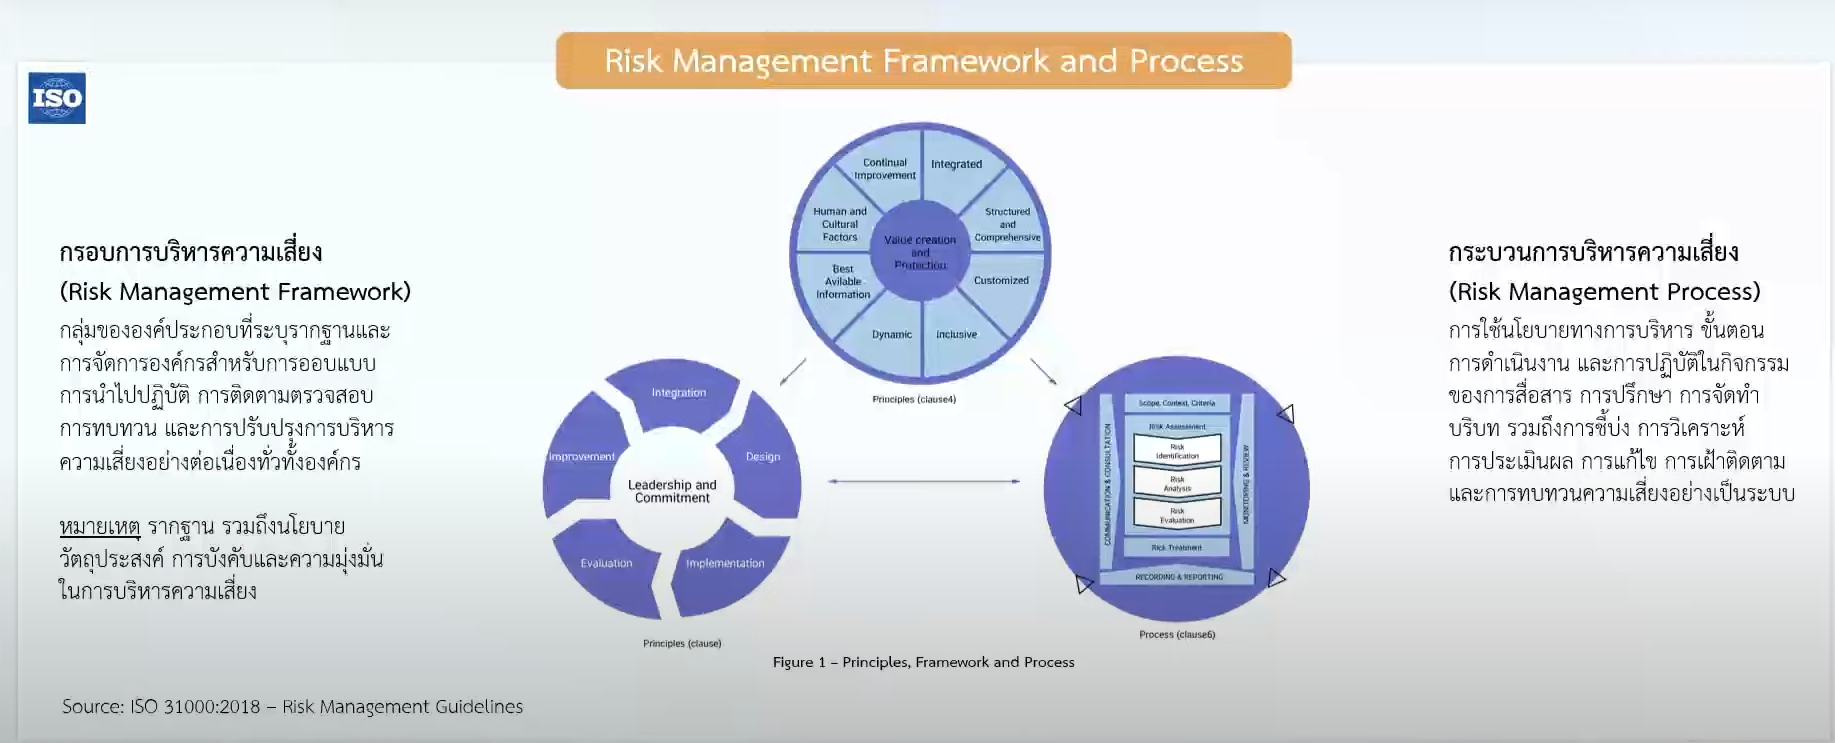 Risk Management Framework and Process
ISO
กรอบการบริหารความเสี่ยง
(Risk Management Framework)
กลุ่มขององค์ประกอบที่ระบุรากฐานและ
การจัดการองค์กรสำหรับการออบแบบ
การนำไปปฏิบัติ การติดตามตรวจสอบ
การทบทวน และการปรับปรุงการบริหาร
ความเสี่ยงอย่างต่อเนื่องทั่วทั้งองค์กร
หมายเหตุ รากฐาน รวมถึงนโยบาย
วัตถุประสงค์ การบังคับและความมุ่งมั่น
ในการบริหารความเสี่ยง
Continual
Improvement
Integrated
Human and
Cultural
Factors
Structured
and
Comprehensive
Value creation
and
Protection
Best
Avilable
Information
Customized
Dynamic
Inclusive
Principles (clause4)
Integration
Improvement
Design
Leadership and
Commitment
Evaluation
Implementation
Principles (clause)
Scope, Context, Criteria
Risk Assessment
Risk
Identification
Risk
Analysis
Risk
Evaluation
Risk Treatment
COMMUNICATION & CONSULTATION
MONITORING & REVIEW
RECORDING & REPORTING
Process (clause6)
Figure 1 – Principles, Framework and Process
กระบวนการบริหารความเสี่ยง
(Risk Management Process)
การใช้นโยบายทางการบริหาร ขั้นตอน
การดำเนินงาน และการปฏิบัติในกิจกรรม
ของการสื่อสาร การปรึกษา การจัดทำ
บริบท รวมถึงการชี้บ่ง การวิเคราะห์
การประเมินผล การแก้ไข การเฝ้าติดตาม
และการทบทวนความเสี่ยงอย่างเป็นระบบ
Source: ISO 31000:2018 – Risk Management Guidelines